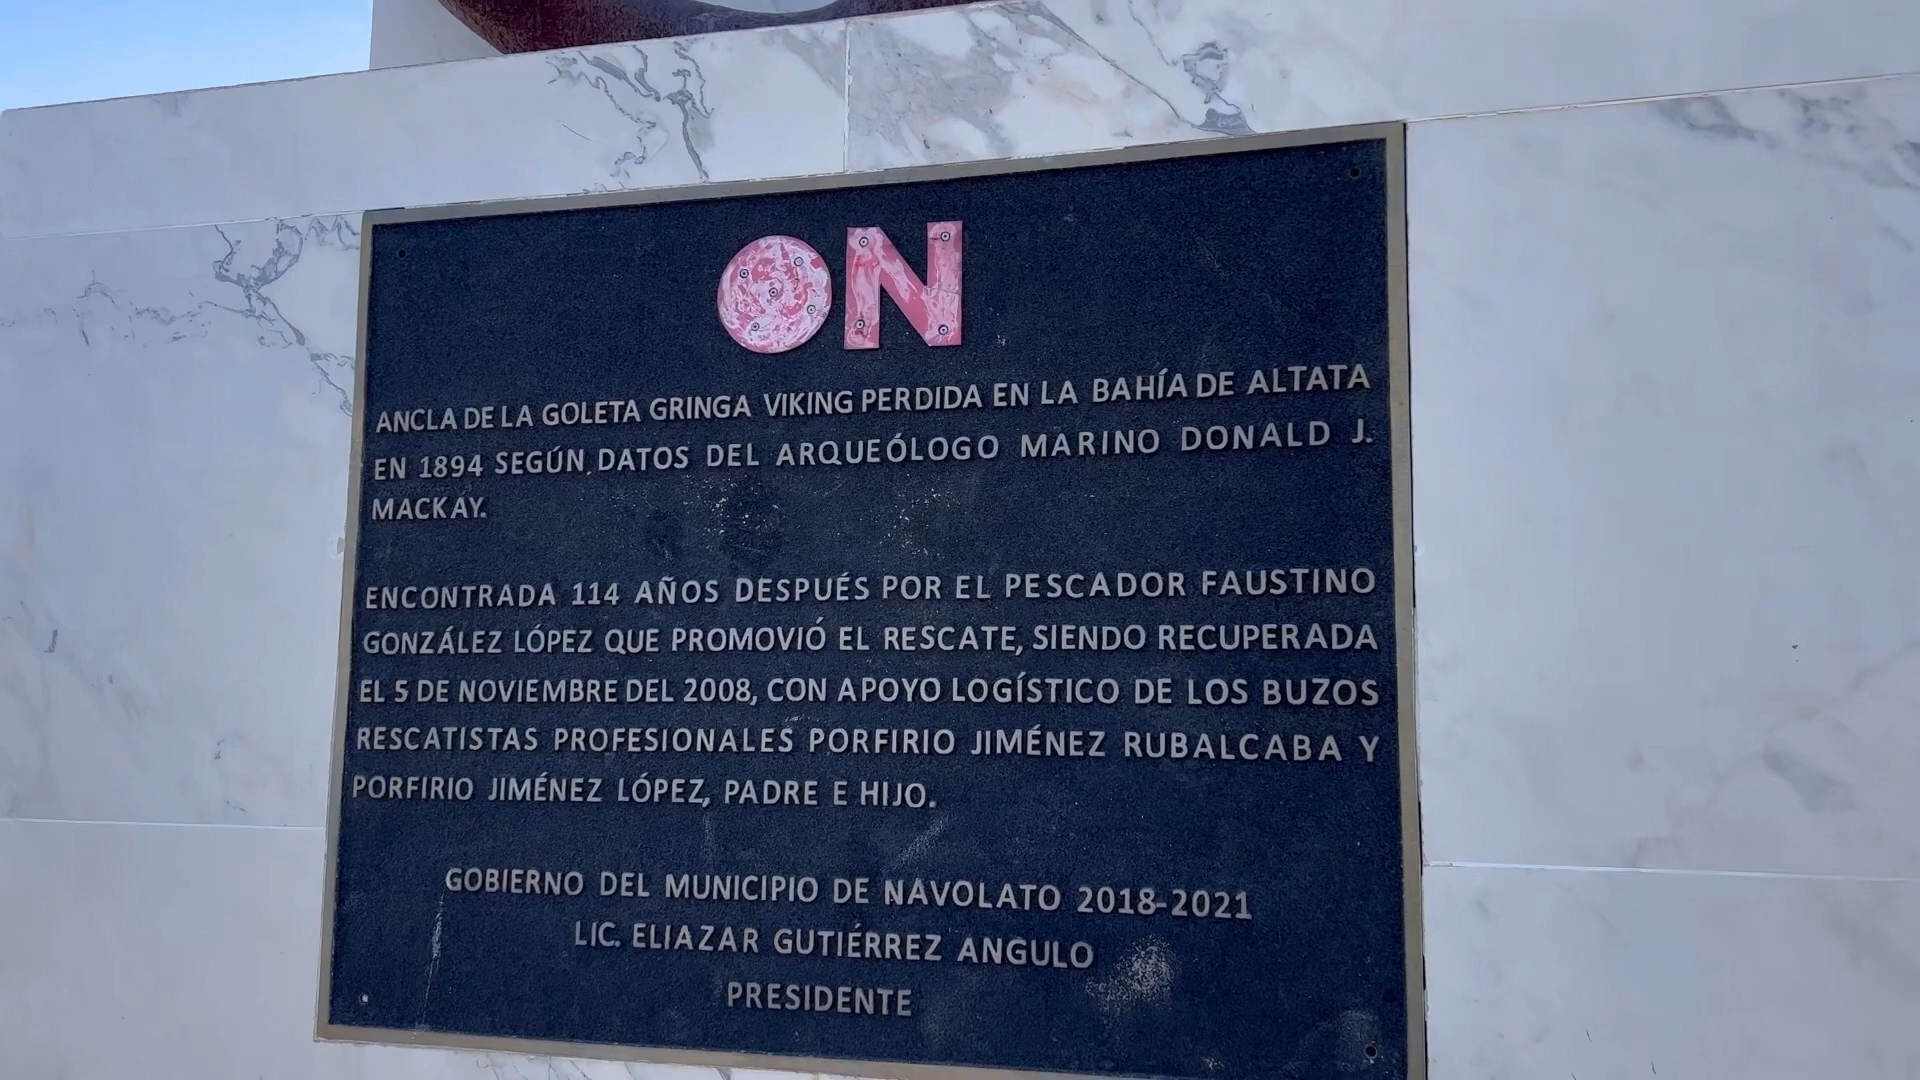 ON
ANCLA DE LA GOLETA GRINGA VIKING PERDIDA EN LA BAHÍA DE ALTATA
EN 1894 SEGÚN DATOS DEL ARQUEÓLOGO MARINO DONALD J.
MACKAY.
ENCONTRADA 114 AÑOS DESPUÉS POR EL PESCADOR FAUSTINO
GONZÁLEZ LÓPEZ QUE PROMOVIÓ EL RESCATE, SIENDO RECUPERADA
EL 5 DE NOVIEMBRE DEL 2008, CON APOYO LOGÍSTICO DE LOS BUZOS
RESCATISTAS PROFESIONALES PORFIRIO JIMÉNEZ RUBALCABA Y
PORFIRIO JIMÉNEZ LÓPEZ, PADRE E HIJO.
GOBIERNO DEL MUNICIPIO DE NAVOLATO 2018-2021
LIC. ELIAZAR GUTIÉRREZ ANGULO
PRESIDENTE